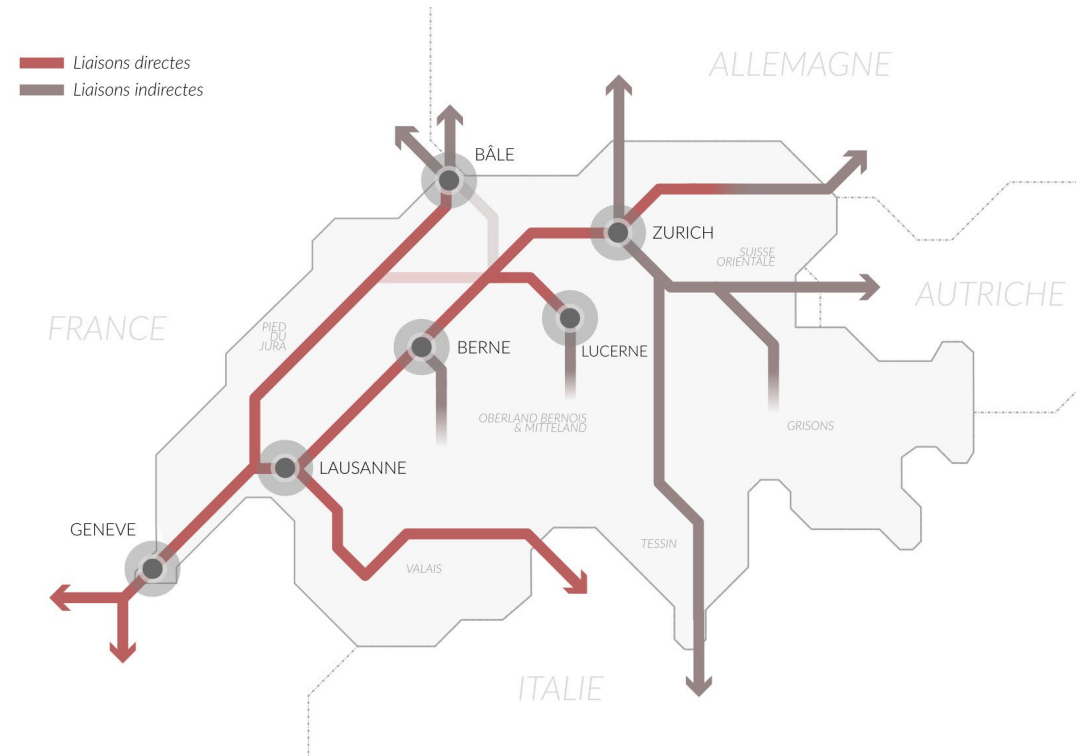 Liaisons directes
Liaisons indirectes
ALLEMAGNE
BÂLE
ZURICH
SUISSE
ORIENTALE
AUTRICHE
FRANCE
PIED
DU
JURA
BERNE
LUCERNE
OBERLAND BERNOIS
& MITTELAND
GRISONS
LAUSANNE
GENEVE
TESSIN
VALAIS
ITALIE